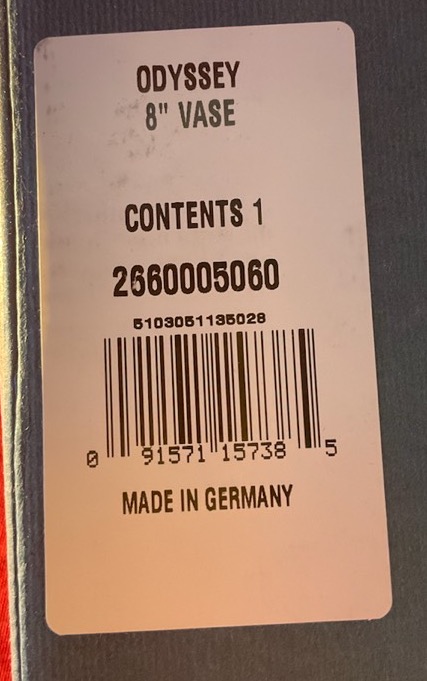 ODYSSEY
8" VASE
CONTENTS 1
2660005060
5103051135028
0 91571 15738 5
MADE IN GERMANY